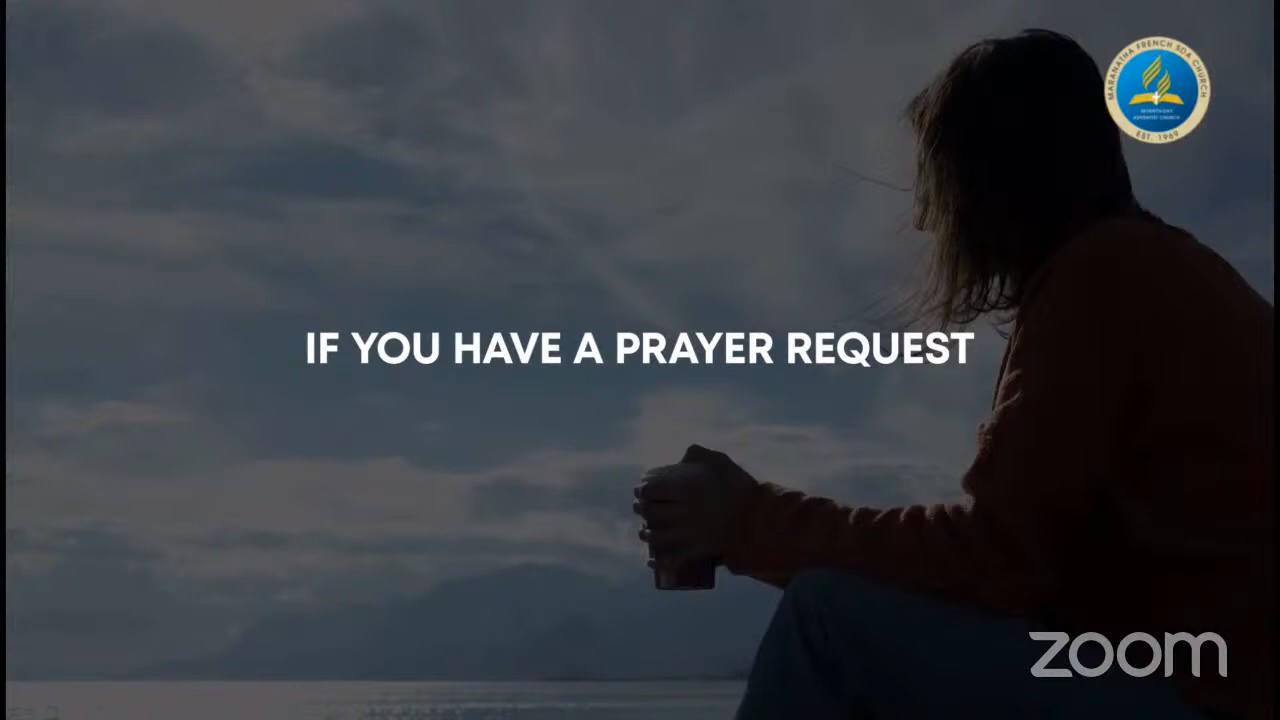 MARANATHA FRENCH SDA CHURCH
SEVENTH-DAY
ADVENTIST CHURCH
EST. 1969
IF YOU HAVE A PRAYER REQUEST
zoom